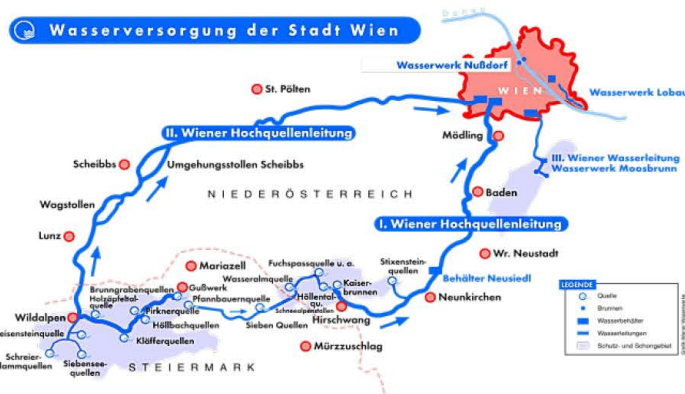 Wasserversorgung der Stadt Wien
Donau
Wasserwerk Nußdorf
WIEN
Wasserwerk Lobau
St. Pölten
II. Wiener Hochquellenleitung
Mödling
Scheibbs
Umgehungsstollen Scheibbs
III. Wiener Wasserleitung
Wasserwerk Moosbrunn
NIEDERÖSTERREICH
Baden
Wagstollen
I. Wiener Hochquellenleitung
Lunz
Wr. Neustadt
Fuchspassquelle u. a.
Stixenstein-
quellen
Mariazell
Wasseralmquelle
Behälter Neusiedl
Brunngrabenquellen
Gußwerk
Kaiser-
brunnen
LEGENDE
Holzäpfeltal-
quelle
Pfannbauernquelle
Höllental-
qu.
Neunkirchen
Quelle
Pirknerquelle
Schneealpenstollen
Brunnen
Wildalpen
Höllbachquellen
Sieben Quellen
Hirschwang
Wasserbehälter
eisensteinquelle
Kläfferquellen
Wasserleitungen
Mürzzuschlag
Schutz- und Schongebiet
Schreier-
lammquellen
Siebensee-
quellen
STEIERMARK